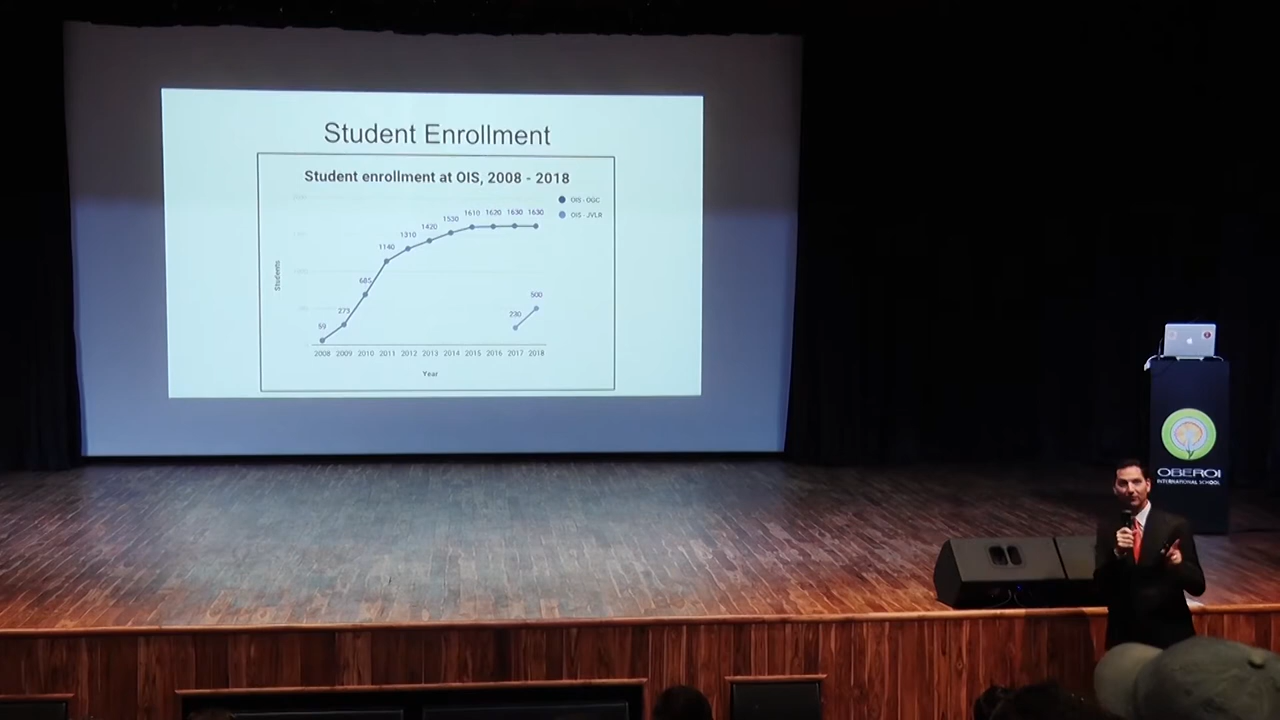 Student Enrollment
Student enrollment at OIS, 2008 - 2018
OIS - OGC
OIS - JVLR
1630
1630
1620
1610
1530
1420
1310
1140
685
273
59
500
230
Students
2008 2009 2010 2011 2012 2013 2014 2015 2016 2017 2018
Year
OBEROI
INTERNATIONAL SCHOOL